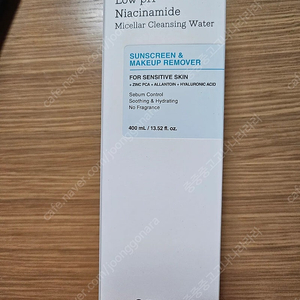 Low pH
Niacinamide
Micellar Cleansing Water
SUNSCREEN &
MAKEUP REMOVER
FOR SENSITIVE SKIN
+ ZINC PCA + ALLANTOIN + HYALURONIC ACID
Sebum Control
Soothing & Hydrating
No Fragrance
400 mL / 13.52 fl. oz.